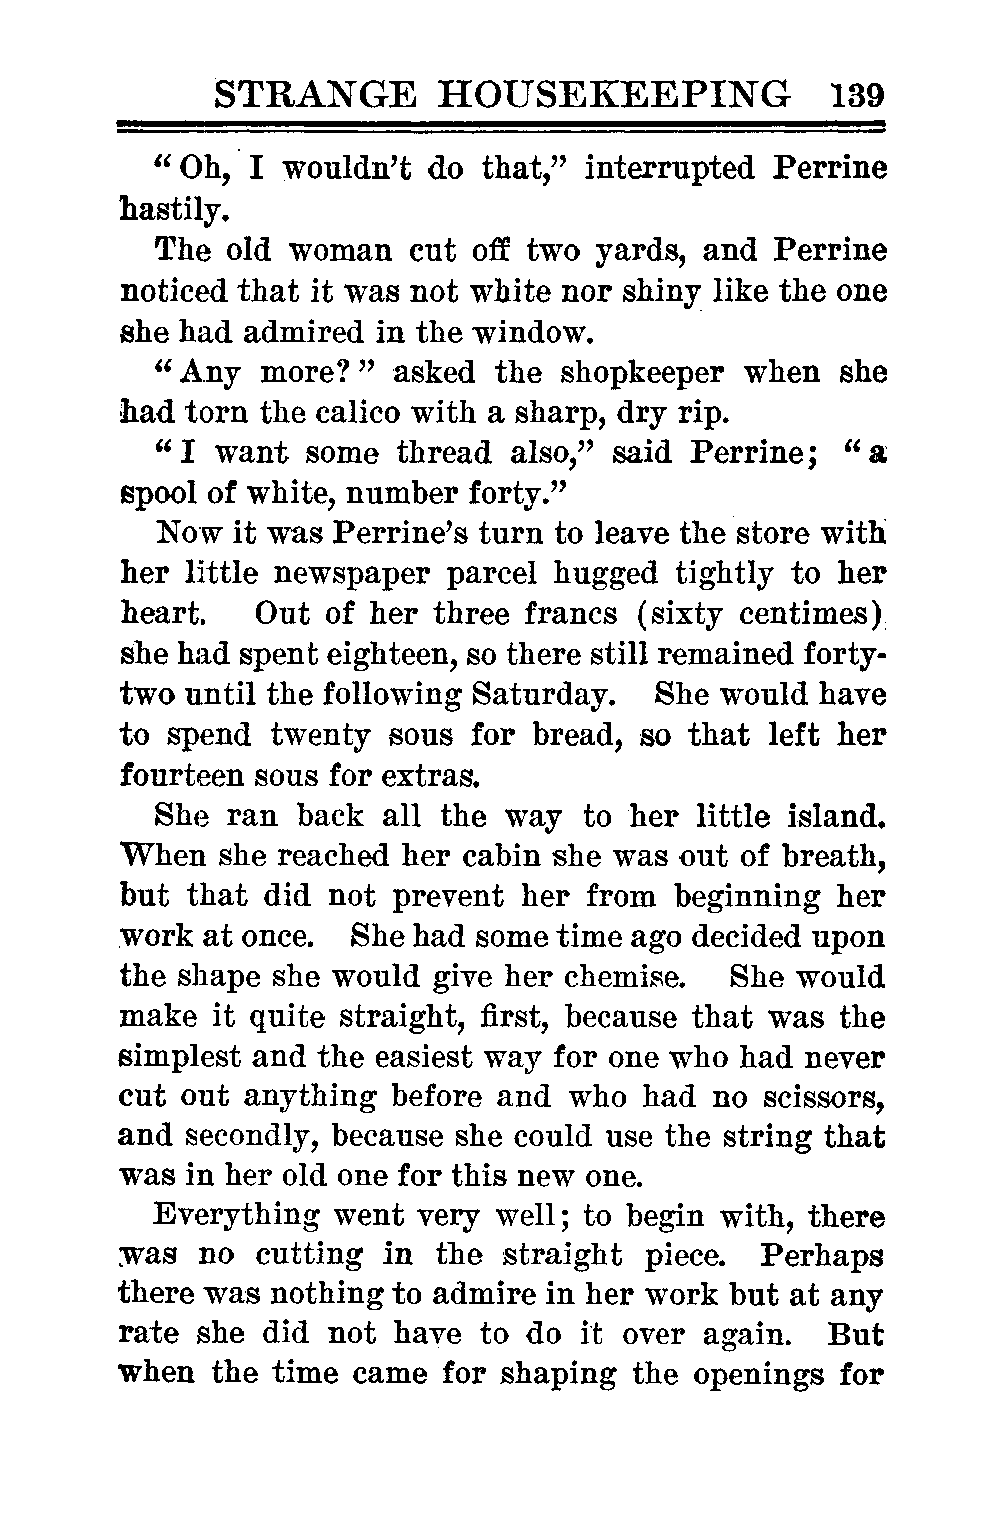 STRANGE HOUSEKEEPING 139
“Oh, I wouldn’t do that,” interrupted Perrine
hastily.
The old woman cut off two yards, and Perrine
noticed that it was not white nor shiny like the one
she had admired in the window.
“Any more?” asked the shopkeeper when she
had torn the calico with a sharp, dry rip.
“I want some thread also,” said Perrine; “a
spool of white, number forty.”
Now it was Perrine’s turn to leave the store with
her little newspaper parcel hugged tightly to her
heart. Out of her three francs (sixty centimes)
she had spent eighteen, so there still remained forty-
two until the following Saturday. She would have
to spend twenty sous for bread, so that left her
fourteen sous for extras.
She ran back all the way to her little island.
When she reached her cabin she was out of breath,
but that did not prevent her from beginning her
work at once. She had some time ago decided upon
the shape she would give her chemise. She would
make it quite straight, first, because that was the
simplest and the easiest way for one who had never
cut out anything before and who had no scissors,
and secondly, because she could use the string that
was in her old one for this new one.
Everything went very well; to begin with, there
was no cutting in the straight piece. Perhaps
there was nothing to admire in her work but at any
rate she did not have to do it over again. But
when the time came for shaping the openings for